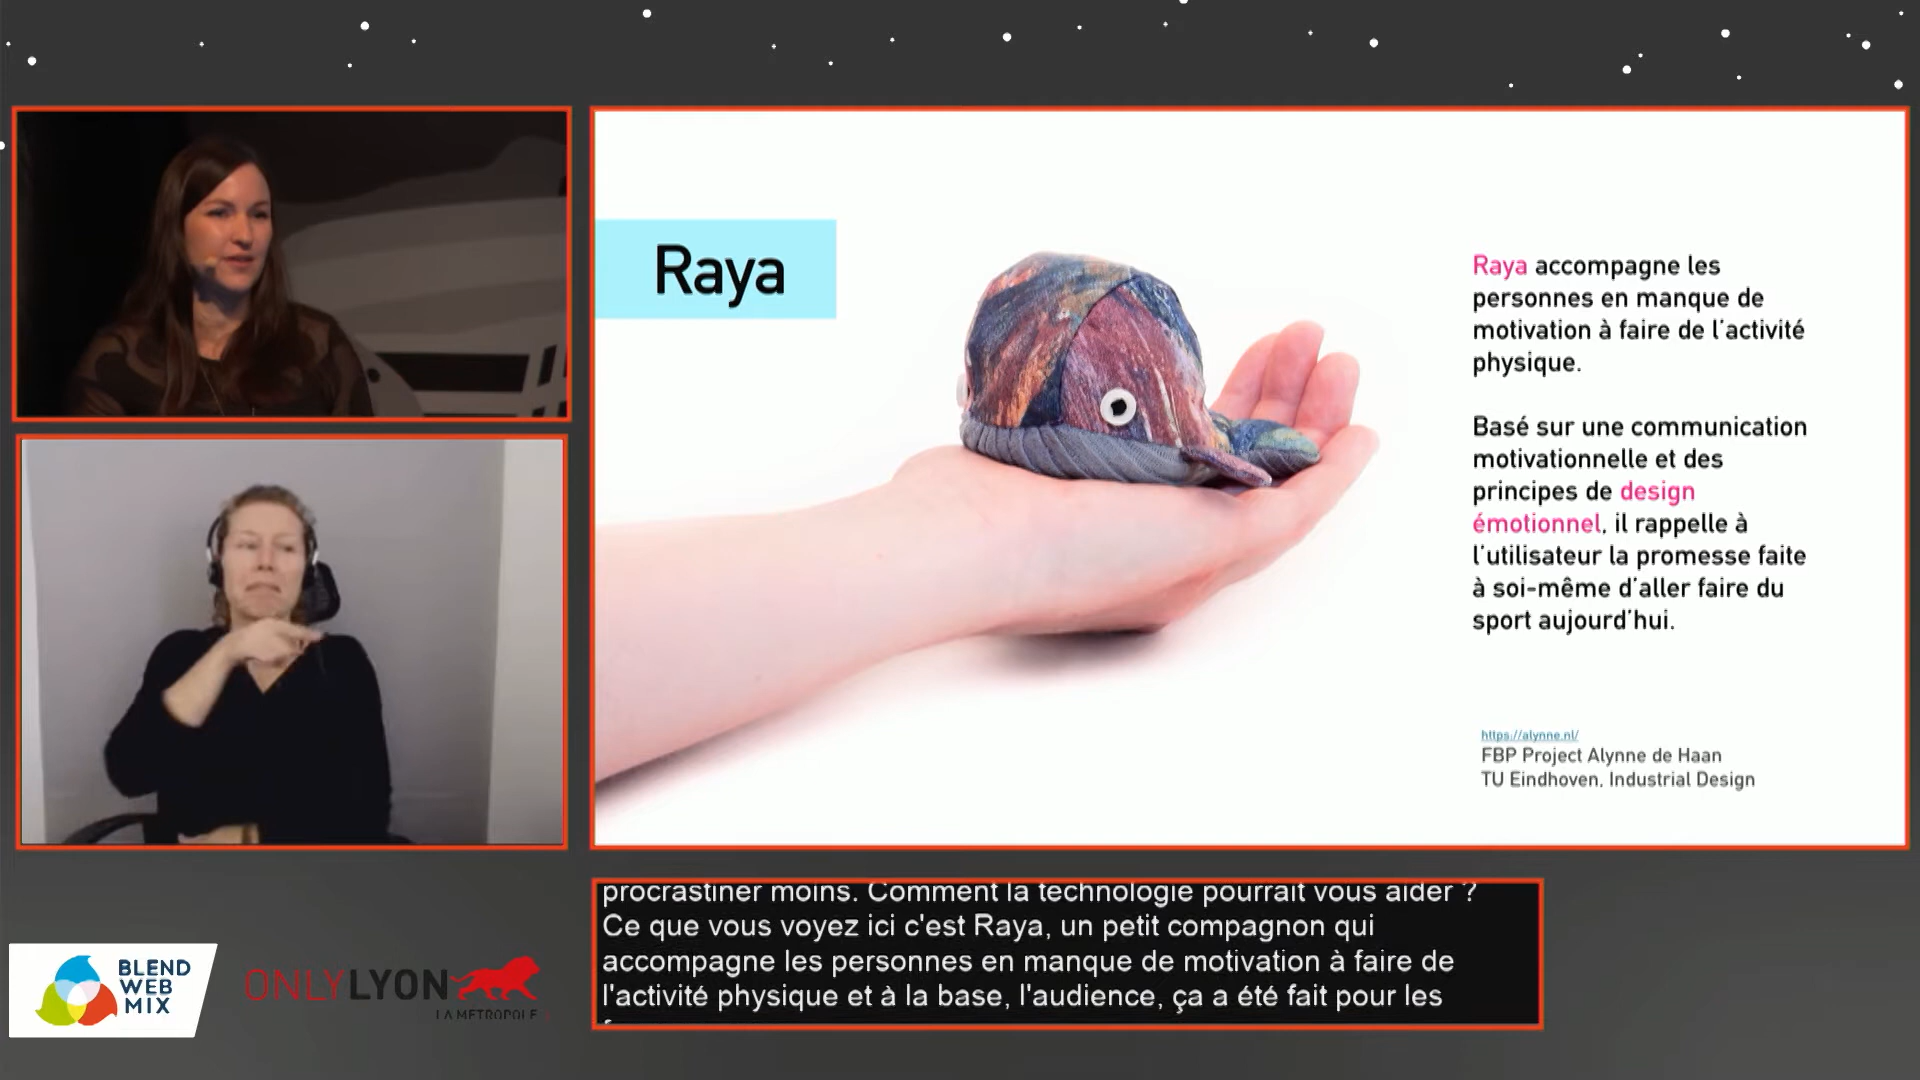 Raya
Raya accompagne les
personnes en manque de
motivation à faire de l'activité
physique.
Basé sur une communication
motivationnelle et des
principes de design
émotionnel, il rappelle à
l'utilisateur la promesse faite
à soi-même d'aller faire du
sport aujourd'hui.
https://alynne.nl/
FBP Project Alynne de Haan
TU Eindhoven, Industrial Design
procrastiner moins. Comment la technologie pourrait vous aider ?
Ce que vous voyez ici c'est Raya, un petit compagnon qui
accompagne les personnes en manque de motivation à faire de
l'activité physique et à la base, l'audience, ça a été fait pour les
BLEND
WEB
MIX
ONLYLYON
LA METROPOLE